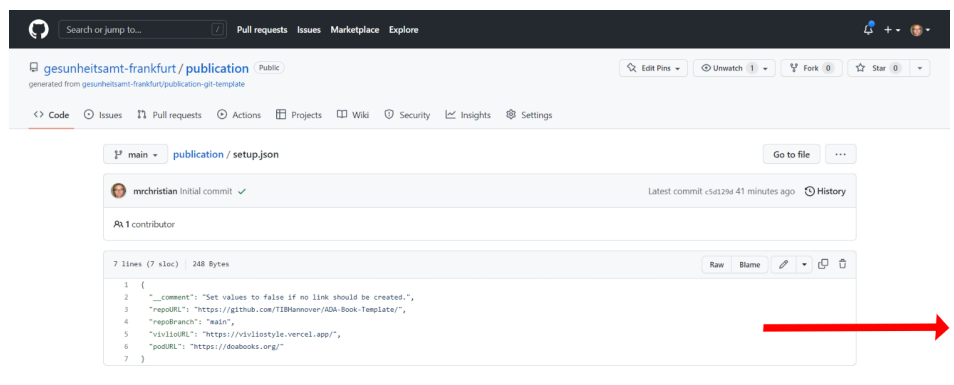 Search or jump to... / Pull requests Issues Marketplace Explore
gesunheitsamt-frankfurt / publication Public Edit Pins Unwatch 1 Fork 0 Star 0
generated from gesunheitsamt-frankfurt/publication-git-template
Code Issues Pull requests Actions Projects Wiki Security Insights Settings
main publication / setup.json Go to file ...
mrchristian Initial commit Latest commit c5d129d 41 minutes ago History
1 contributor
7 lines (7 sloc) 248 Bytes Raw Blame
1 {
2 "__comment": "Set values to false if no link should be created.",
3 "repoURL": "https://github.com/TIBHannover/ADA-Book-Template/",
4 "repoBranch": "main",
5 "vivlioURL": "https://vivliostyle.vercel.app/",
6 "podURL": "https://doabooks.org/"
7 }